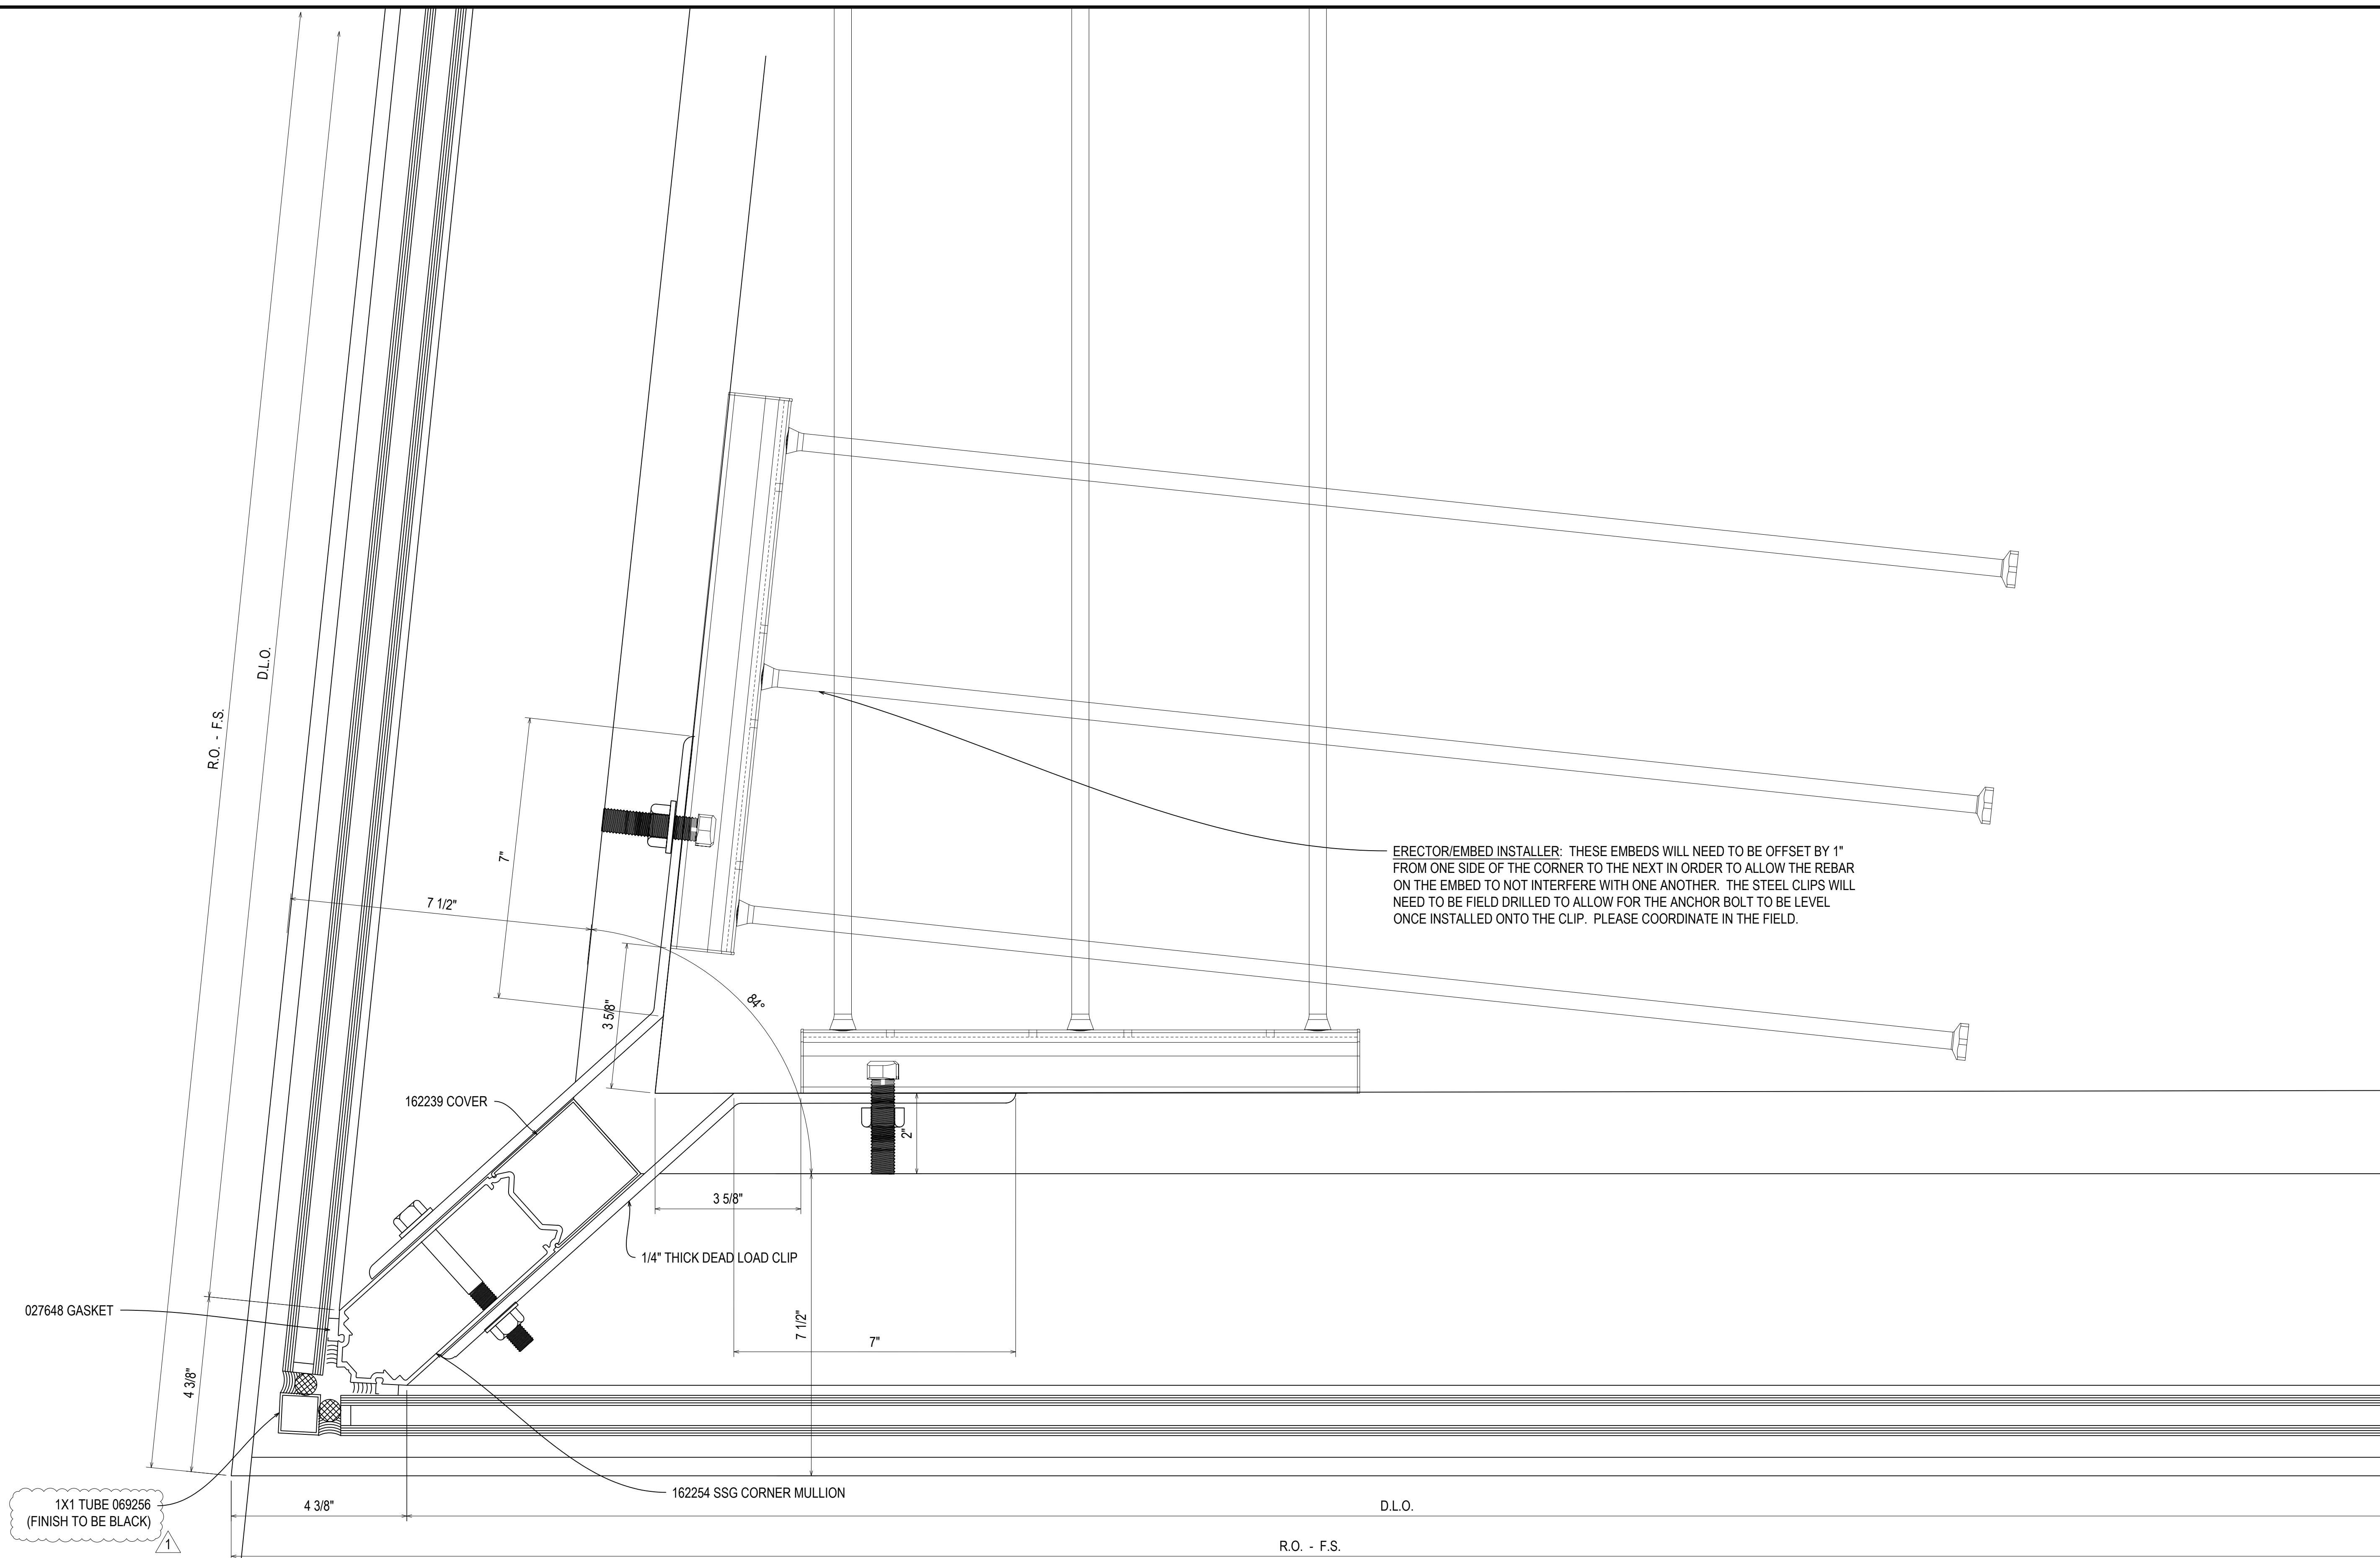 R.O. - F.S.
D.L.O.
7"
7 1/2"
3 5/8"
84°
ERECTOR/EMBED INSTALLER: THESE EMBEDS WILL NEED TO BE OFFSET BY 1"
FROM ONE SIDE OF THE CORNER TO THE NEXT IN ORDER TO ALLOW THE REBAR
ON THE EMBED TO NOT INTERFERE WITH ONE ANOTHER. THE STEEL CLIPS WILL
NEED TO BE FIELD DRILLED TO ALLOW FOR THE ANCHOR BOLT TO BE LEVEL
ONCE INSTALLED ONTO THE CLIP. PLEASE COORDINATE IN THE FIELD.
162239 COVER
2"
3 5/8"
1/4" THICK DEAD LOAD CLIP
027648 GASKET
7 1/2"
7"
4 3/8"
162254 SSG CORNER MULLION
1X1 TUBE 069256
(FINISH TO BE BLACK)
1
4 3/8"
D.L.O.
R.O. - F.S.